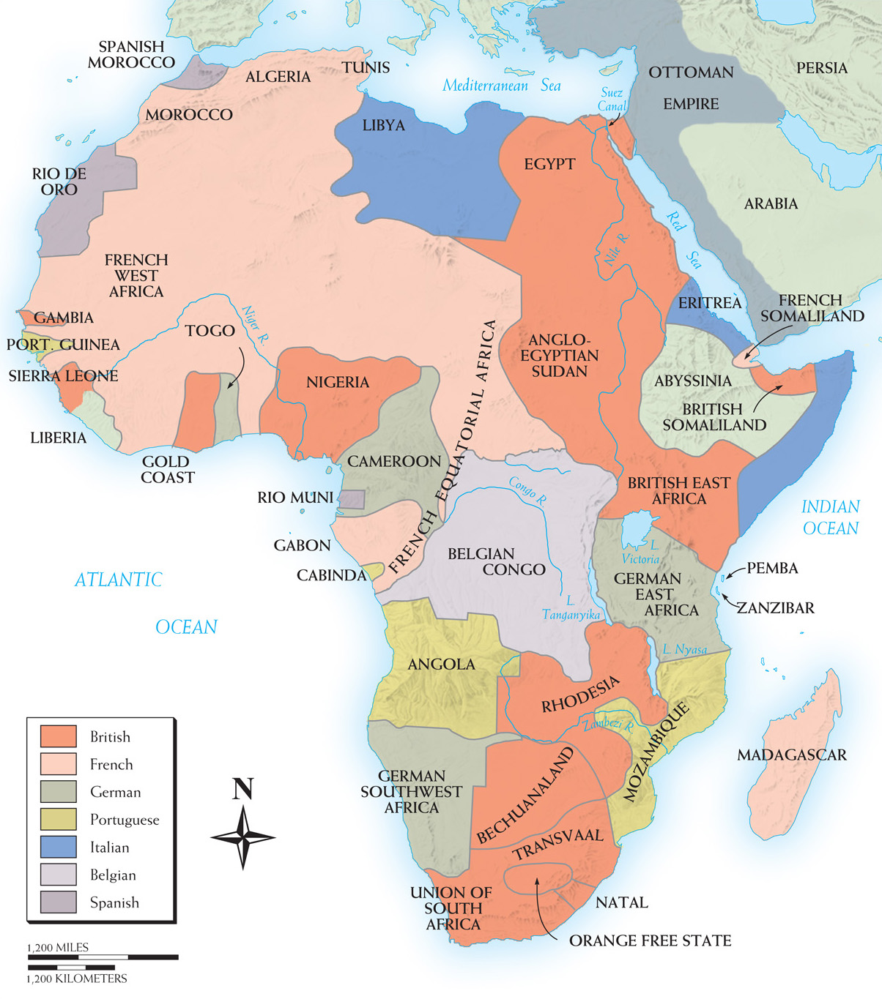 SPANISH
MOROCCO
ALGERIA
TUNIS
Mediterranean Sea
Suez
Canal
OTTOMAN
EMPIRE
PERSIA
MOROCCO
LIBYA
EGYPT
RIO DE
ORO
ARABIA
Red
Sea
Nile R.
FRENCH
WEST
AFRICA
ERITREA
FRENCH
SOMALILAND
GAMBIA
TOGO
Niger R.
PORT. GUINEA
SIERRA LEONE
NIGERIA
ANGLO-
EGYPTIAN
SUDAN
ABYSSINIA
BRITISH
SOMALILAND
LIBERIA
GOLD
COAST
CAMEROON
FRENCH EQUATORIAL AFRICA
RIO MUNI
Congo R.
BRITISH EAST
AFRICA
INDIAN
OCEAN
GABON
CABINDA
BELGIAN
CONGO
L.
Victoria
GERMAN
EAST
AFRICA
PEMBA
ZANZIBAR
ATLANTIC
OCEAN
L.
Tanganyika
L. Nyasa
ANGOLA
RHODESIA
Zambezi R.
MOZAMBIQUE
MADAGASCAR
GERMAN
SOUTHWEST
AFRICA
BECHUANALAND
TRANSVAAL
UNION OF
SOUTH
AFRICA
NATAL
ORANGE FREE STATE
British
French
German
Portuguese
Italian
Belgian
Spanish
N
1,200 MILES
1,200 KILOMETERS